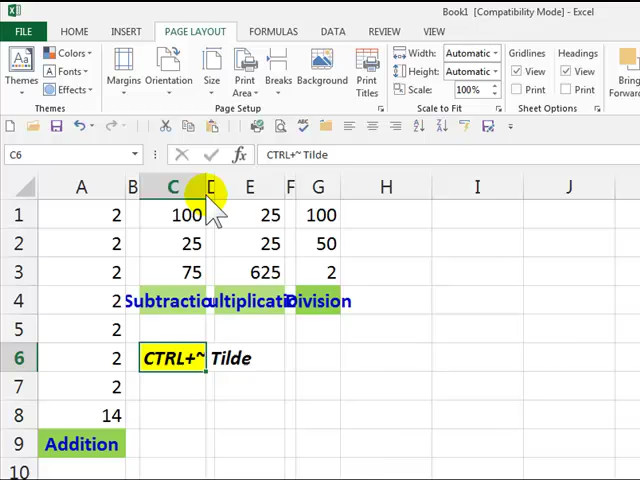 Book1 [Compatibility Mode] - Excel
FILE HOME INSERT PAGE LAYOUT FORMULAS DATA REVIEW VIEW
Colors Width: Automatic Gridlines Headings
Fonts Height: Automatic View View
Themes Effects Margins Orientation Size Print Area Breaks Background Print Titles Scale: 100% Print Print Bring
Themes Page Setup Scale to Fit Sheet Options
C6 fx CTRL+~ Tilde
A B C D E F G H I J
1 2 100 25 100
2 2 25 25 50
3 2 75 625 2
4 2 Subtractio ultiplicatio Division
5 2
6 2 CTRL+~ Tilde
7 2
8 14
9 Addition
10